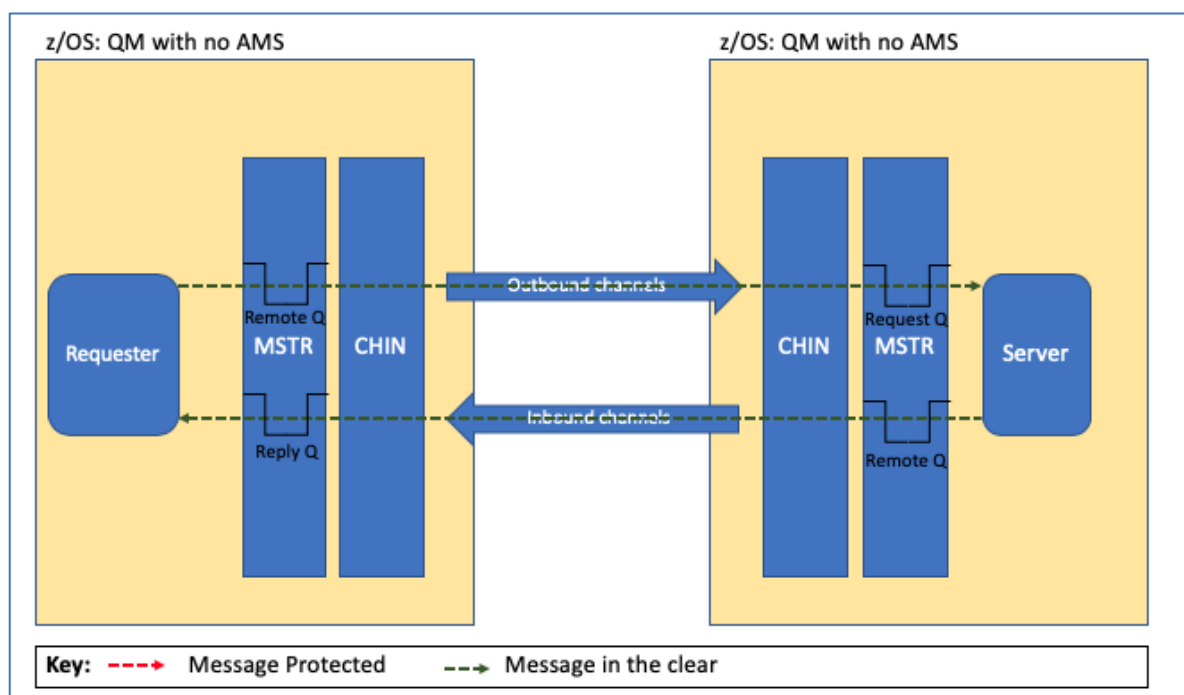 z/OS: QM with no AMS
z/OS: QM with no AMS
Outbound channels
Remote Q
Request Q
Requester
MSTR
CHIN
CHIN
MSTR
Server
Inbound channels
Reply Q
Remote Q
Key: Message Protected Message in the clear